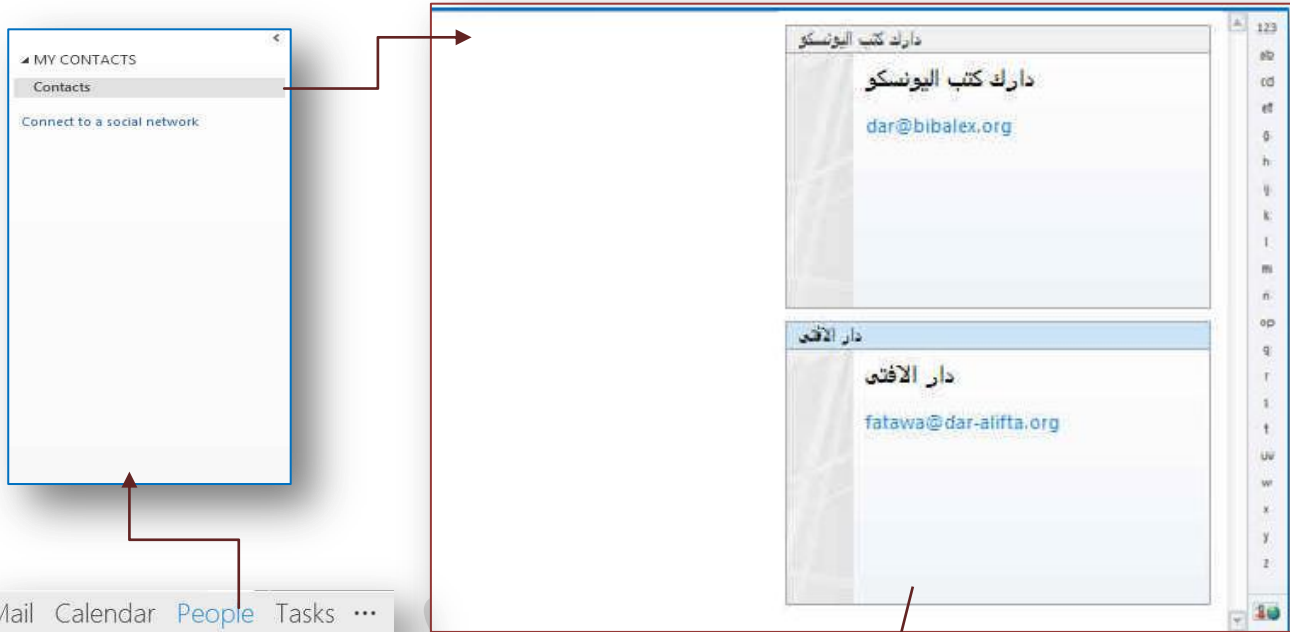 <
MY CONTACTS
Contacts
Connect to a social network
Mail Calendar People Tasks •••
دارك كتب اليونسكو
دارك كتب اليونسكو
dar@bibalex.org
دار الافتى
دار الافتى
fatawa@dar-alifta.org
123
ab
cd
ef
g
h
ij
k
l
m
n
op
q
r
s
t
uv
w
x
y
z